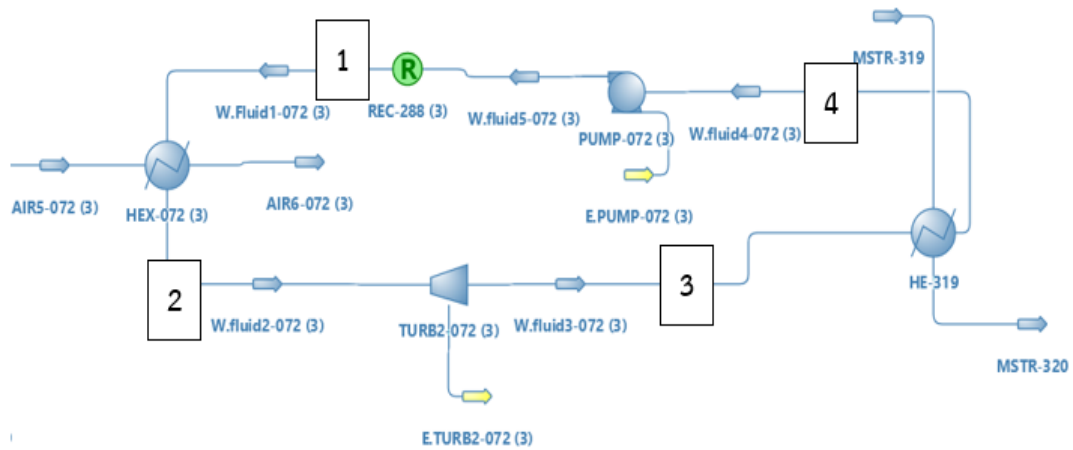 MSTR-319
1
R
4
W.Fluid1-072 (3)
REC-288 (3)
W.fluid5-072 (3)
PUMP-072 (3)
W.fluid4-072 (3)
AIR5-072 (3)
HEX-072 (3)
AIR6-072 (3)
E.PUMP-072 (3)
2
3
HE-319
W.fluid2-072 (3)
TURB2-072 (3)
W.fluid3-072 (3)
MSTR-320
E.TURB2-072 (3)